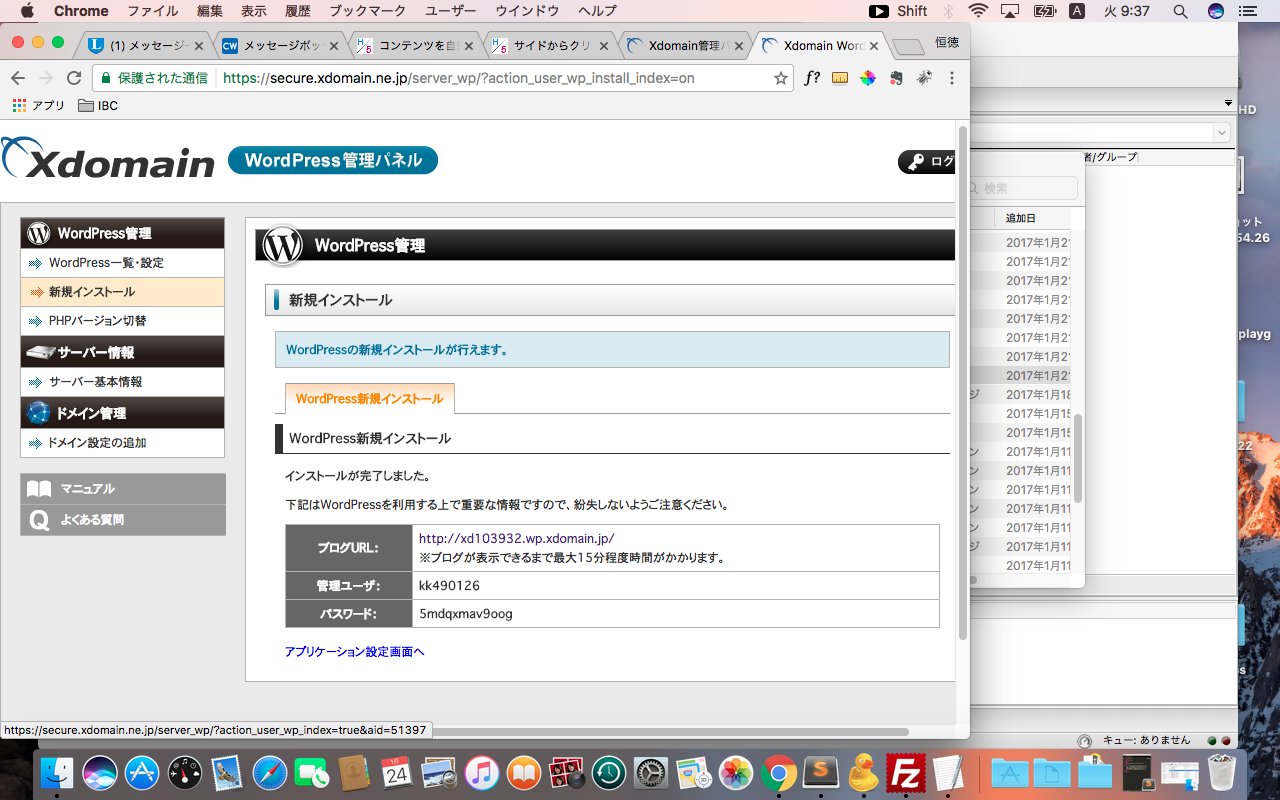 Chrome ファイル 編集 表示 履歴 ブックマーク ユーザー ウインドウ ヘルプ Shift A 火 9:37
(1) メッセージ- CW メッセージボッ H 5 コンテンツを自 H 5 サイドからクリ Xdomain管理パ Xdomain Word 恒徳
保護された通信 https://secure.xdomain.ne.jp/server_wp/?action_user_wp_install_index=on f?
アプリ IBC
HD
Xdomain WordPress管理パネル ログ
者/グループ
検索
追加日
WordPress管理
WordPress一覧・設定
新規インストール
PHPバージョン切替
サーバー情報
サーバー基本情報
ドメイン管理
ドメイン設定の追加
マニュアル
よくある質問
WordPress管理
新規インストール
WordPressの新規インストールが行えます。
WordPress新規インストール
WordPress新規インストール
インストールが完了しました。
下記はWordPressを利用する上で重要な情報ですので、紛失しないようご注意ください。
ブログURL: http://xd103932.wp.xdomain.jp/
※ブログが表示できるまで最大15分程度時間がかかります。
管理ユーザ: kk490126
パスワード: 5mdqxmav9oog
アプリケーション設定画面へ
2017年1月21
2017年1月21
2017年1月21
2017年1月21
2017年1月21
2017年1月21
2017年1月21
2017年1月21
ジ 2017年1月18
2017年1月15
2017年1月15
ン 2017年1月11
ジ 2017年1月11
ン 2017年1月11
ン 2017年1月11
ン 2017年1月11
ジ 2017年1月11
2017年1月11
ョット
54.26
playg
22
s
https://secure.xdomain.ne.jp/server_wp/?action_user_wp_index=true&aid=51397
キュー: ありません
1月
24
S
Fz